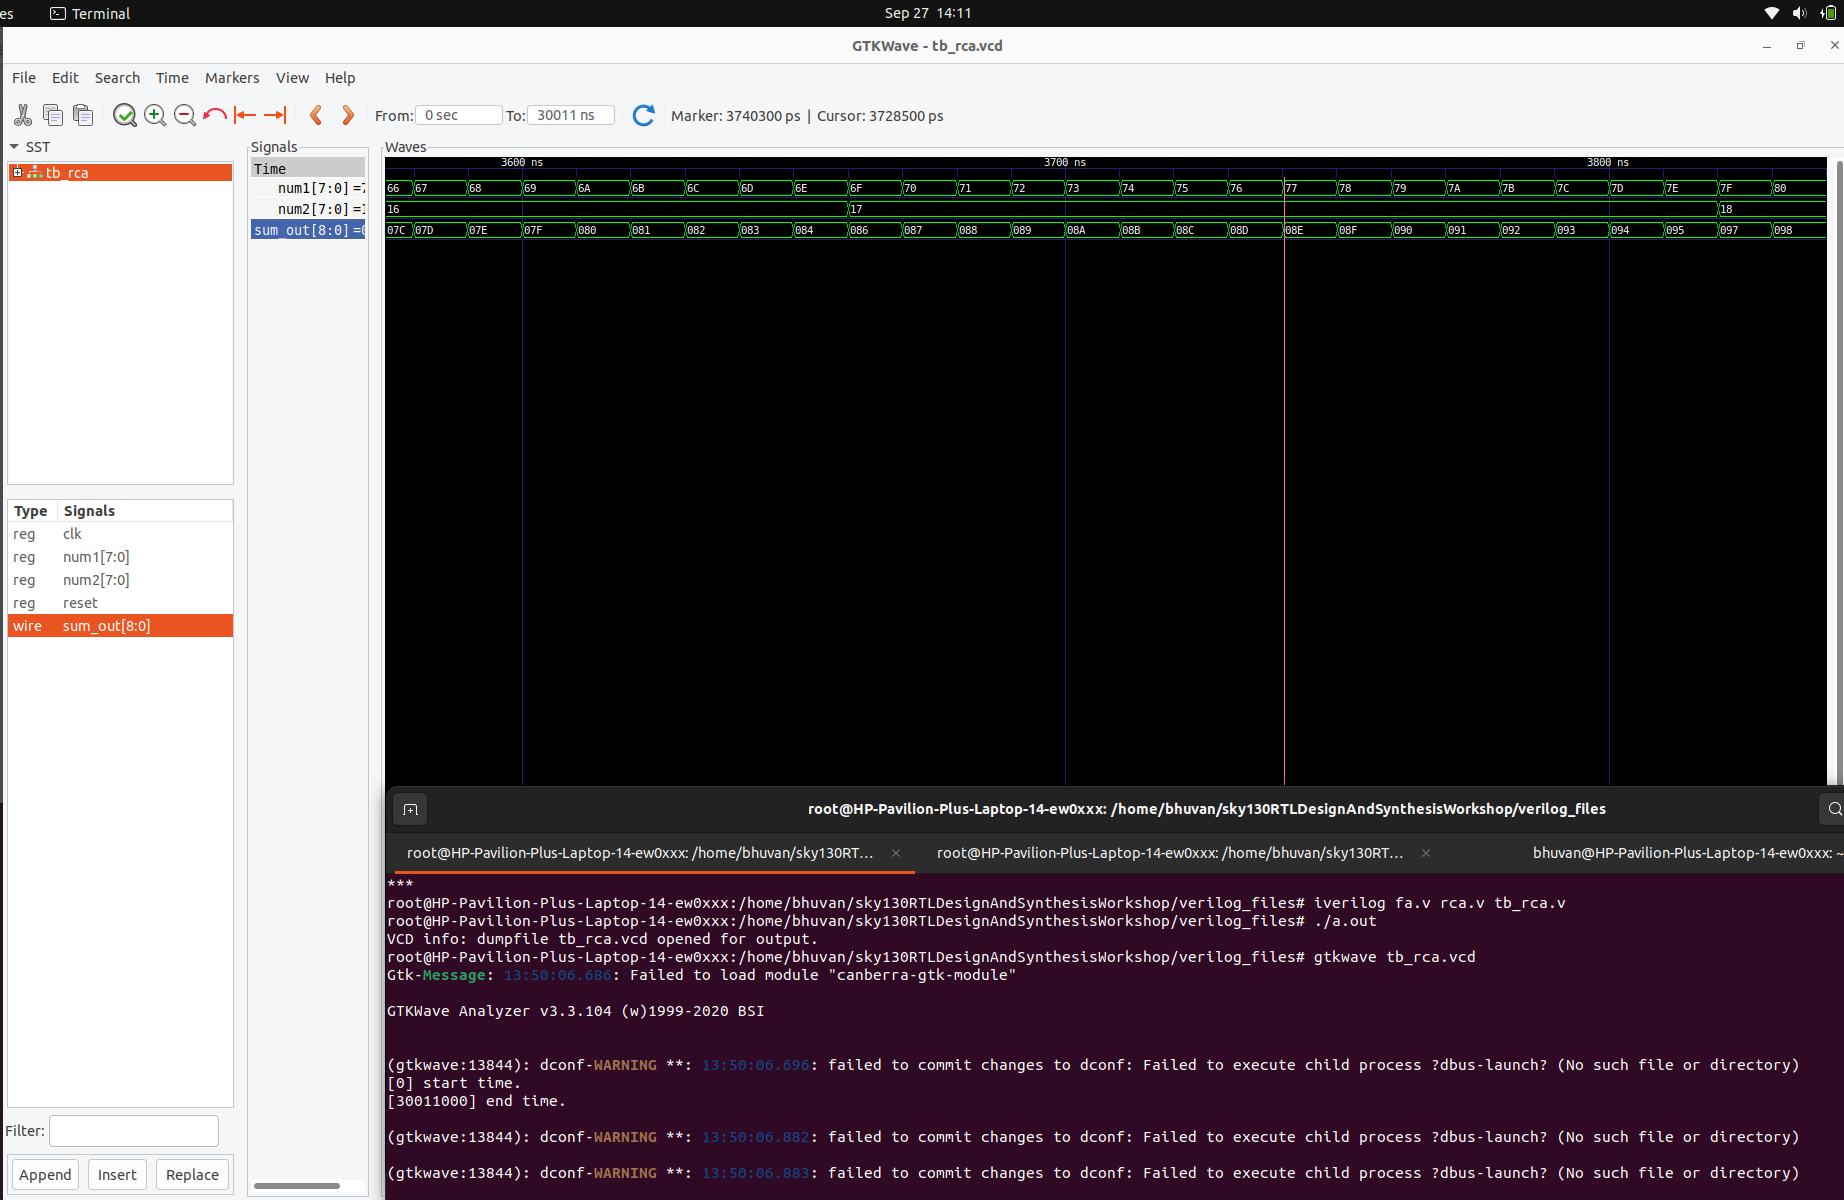 es Terminal Sep 27 14:11
GTKWave - tb_rca.vcd
File Edit Search Time Markers View Help
From: 0 sec To: 30011 ns Marker: 3740300 ps | Cursor: 3728500 ps
SST
tb_rca
Type Signals
reg clk
reg num1[7:0]
reg num2[7:0]
reg reset
wire sum_out[8:0]
Filter:
Append Insert Replace
Signals
Time
num1[7:0] =7
num2[7:0] =1
sum_out[8:0] =0
Waves
3600 ns 3700 ns 3800 ns
66 67 68 69 6A 6B 6C 6D 6E 6F 70 71 72 73 74 75 76 77 78 79 7A 7B 7C 7D 7E 7F 80
16 17 18
07C 07D 07E 07F 080 081 082 083 084 086 087 088 089 08A 08B 08C 08D 08E 08F 090 091 092 093 094 095 097 098
root@HP-Pavilion-Plus-Laptop-14-ew0xxx: /home/bhuvan/sky130RTLDesignAndSynthesisWorkshop/verilog_files
root@HP-Pavilion-Plus-Laptop-14-ew0xxx: /home/bhuvan/sky130RT... × root@HP-Pavilion-Plus-Laptop-14-ew0xxx: /home/bhuvan/sky130RT... × bhuvan@HP-Pavilion-Plus-Laptop-14-ew0xxx: ~
***
root@HP-Pavilion-Plus-Laptop-14-ew0xxx:/home/bhuvan/sky130RTLDesignAndSynthesisWorkshop/verilog_files# iverilog fa.v rca.v tb_rca.v
root@HP-Pavilion-Plus-Laptop-14-ew0xxx:/home/bhuvan/sky130RTLDesignAndSynthesisWorkshop/verilog_files# ./a.out
VCD info: dumpfile tb_rca.vcd opened for output.
root@HP-Pavilion-Plus-Laptop-14-ew0xxx:/home/bhuvan/sky130RTLDesignAndSynthesisWorkshop/verilog_files# gtkwave tb_rca.vcd
Gtk-Message: 13:50:06.686: Failed to load module "canberra-gtk-module"
GTKWave Analyzer v3.3.104 (w)1999-2020 BSI
(gtkwave:13844): dconf-WARNING **: 13:50:06.696: failed to commit changes to dconf: Failed to execute child process ?dbus-launch? (No such file or directory)
[0] start time.
[30011000] end time.
(gtkwave:13844): dconf-WARNING **: 13:50:06.882: failed to commit changes to dconf: Failed to execute child process ?dbus-launch? (No such file or directory)
(gtkwave:13844): dconf-WARNING **: 13:50:06.883: failed to commit changes to dconf: Failed to execute child process ?dbus-launch? (No such file or directory)